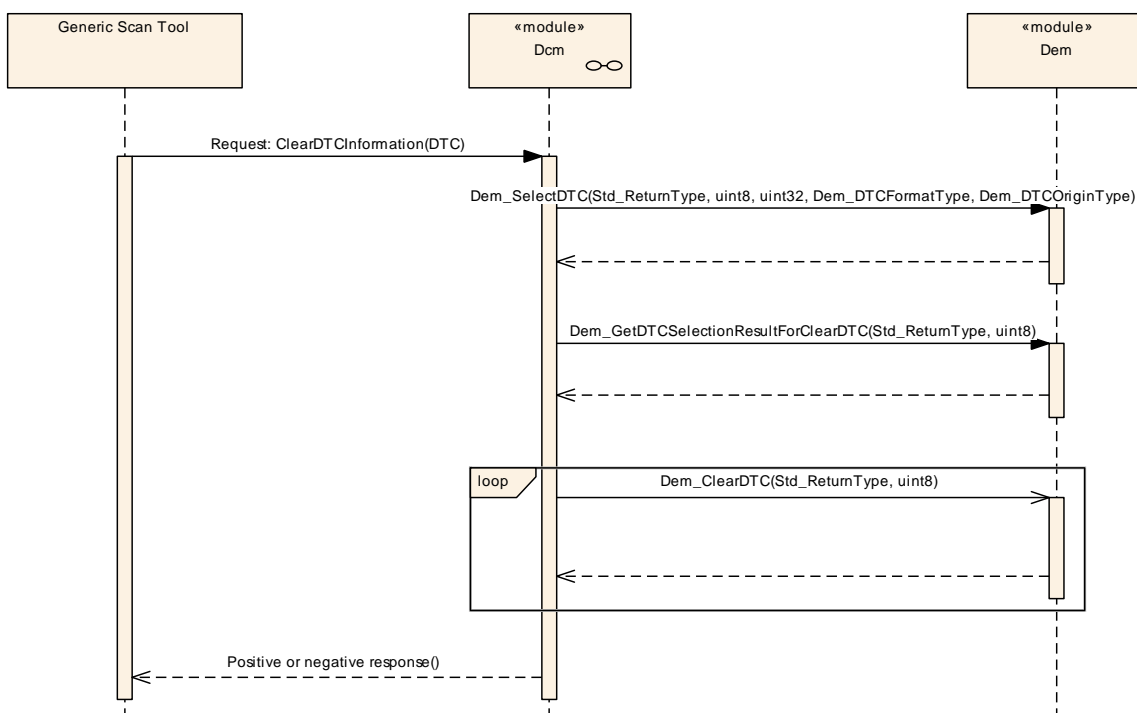 Generic Scan Tool
«module»
Dcm
«module»
Dem
Request: ClearDTCInformation(DTC)
Dem_SelectDTC(Std_ReturnType, uint8, uint32, Dem_DTCFormatType, Dem_DTCOriginType)
Dem_GetDTCSelectionResultForClearDTC(Std_ReturnType, uint8)
loop
Dem_ClearDTC(Std_ReturnType, uint8)
Positive or negative response()